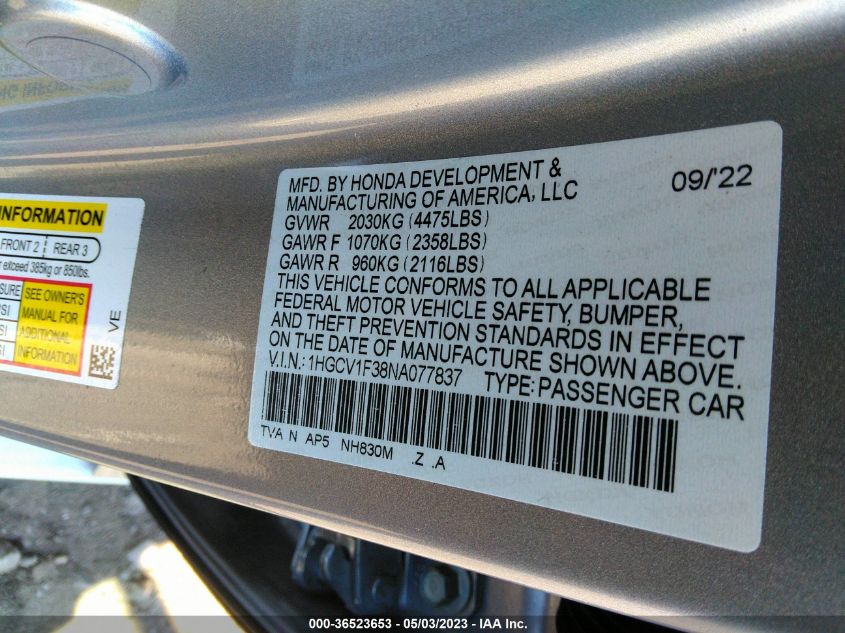 INFORMATION
FRONT 2 REAR 3
exceed 385kg or 850lbs.
SEE OWNER'S
MANUAL FOR
ADDITIONAL
INFORMATION
VE
MFD. BY HONDA DEVELOPMENT &
MANUFACTURING OF AMERICA, LLC
09/'22
GVWR 2030KG (4475LBS)
GAWR F 1070KG (2358LBS)
GAWR R 960KG (2116LBS)
THIS VEHICLE CONFORMS TO ALL APPLICABLE
FEDERAL MOTOR VEHICLE SAFETY, BUMPER,
AND THEFT PREVENTION STANDARDS IN EFFECT
ON THE DATE OF MANUFACTURE SHOWN ABOVE.
V.I.N.: 1HGCV1F38NA077837 TYPE: PASSENGER CAR
TVA N AP5 NH830M .Z .A
000-36523653 - 05/03/2023 - IAA Inc.